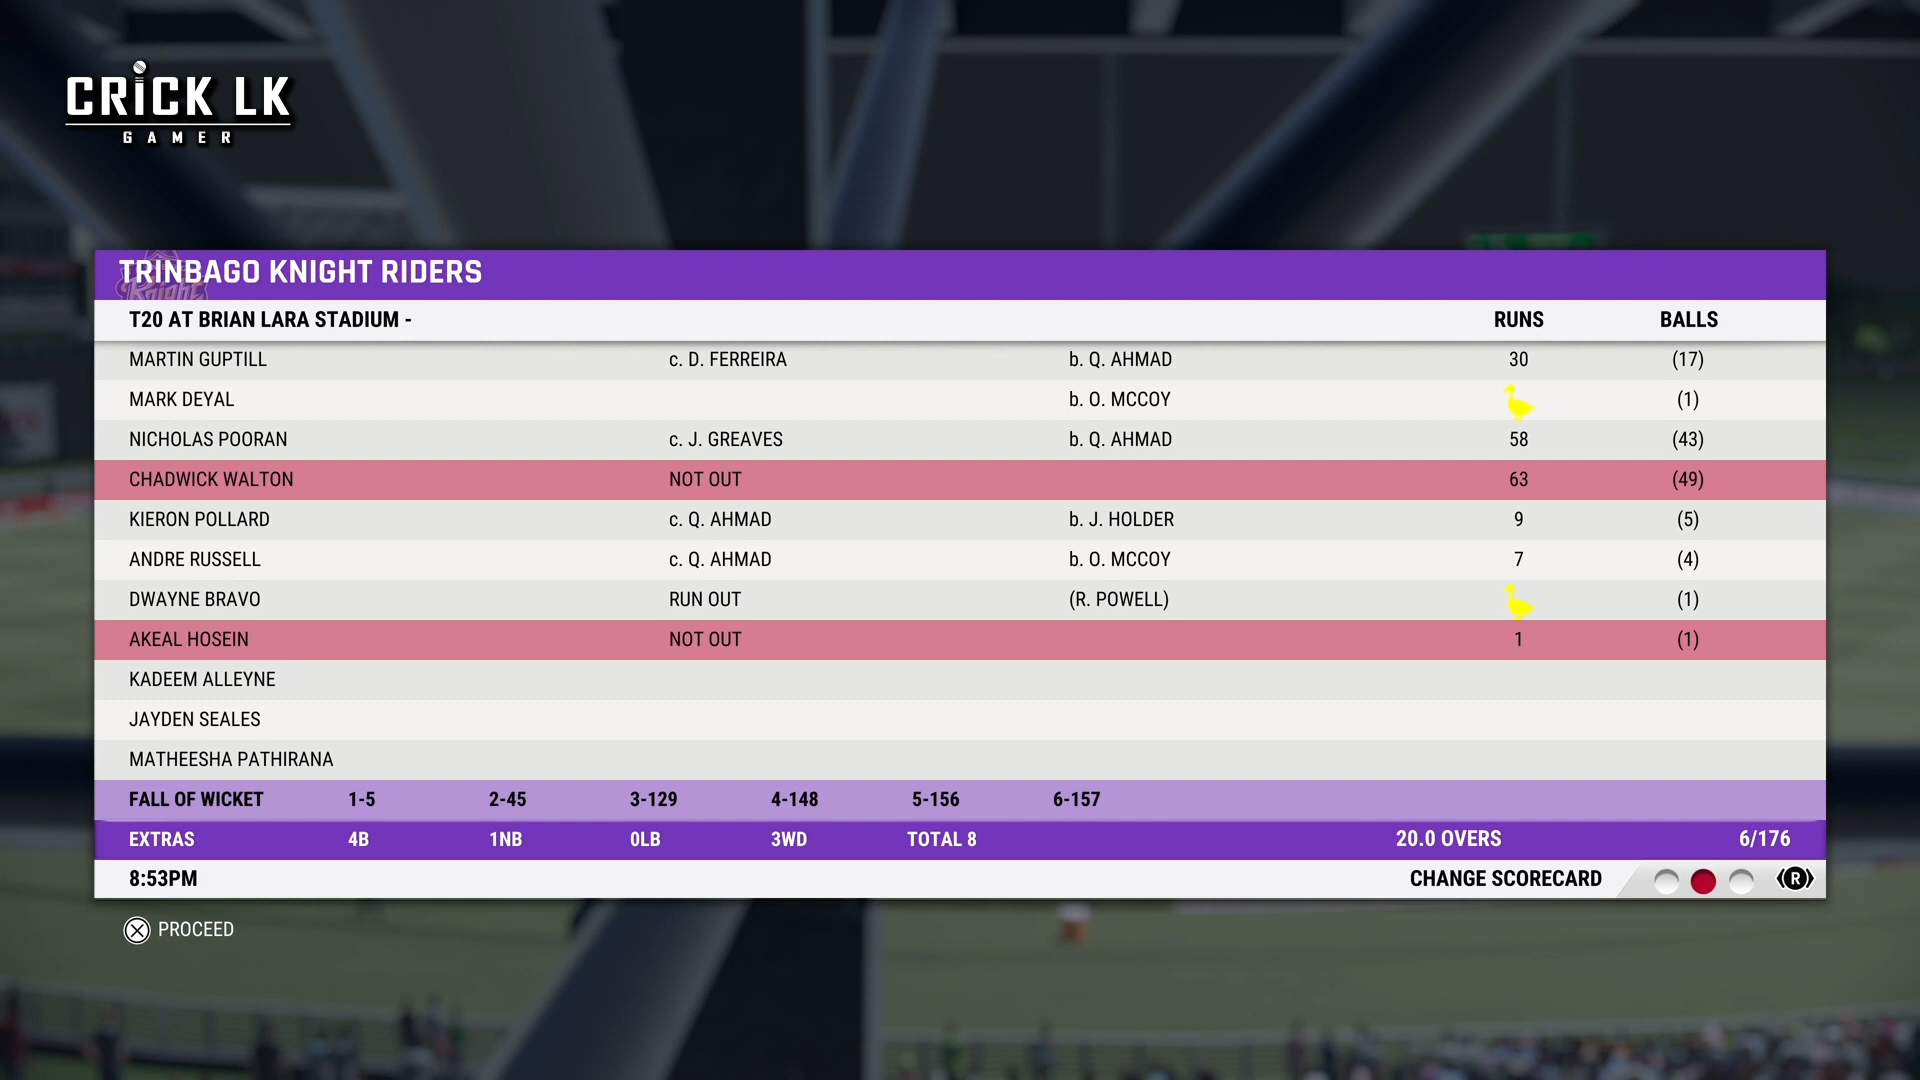 CRICK LK
GAMER
TRINBAGO KNIGHT RIDERS
Knight
T20 AT BRIAN LARA STADIUM - RUNS BALLS
MARTIN GUPTILL c. D. FERREIRA b. Q. AHMAD 30 (17)
MARK DEYAL b. O. MCCOY (1)
NICHOLAS POORAN c. J. GREAVES b. Q. AHMAD 58 (43)
CHADWICK WALTON NOT OUT 63 (49)
KIERON POLLARD c. Q. AHMAD b. J. HOLDER 9 (5)
ANDRE RUSSELL c. Q. AHMAD b. O. MCCOY 7 (4)
DWAYNE BRAVO RUN OUT (R. POWELL) (1)
AKEAL HOSEIN NOT OUT 1 (1)
KADEEM ALLEYNE
JAYDEN SEALES
MATHEESHA PATHIRANA
FALL OF WICKET 1-5 2-45 3-129 4-148 5-156 6-157
EXTRAS 4B 1NB 0LB 3WD TOTAL 8 20.0 OVERS 6/176
8:53PM CHANGE SCORECARD R
PROCEED